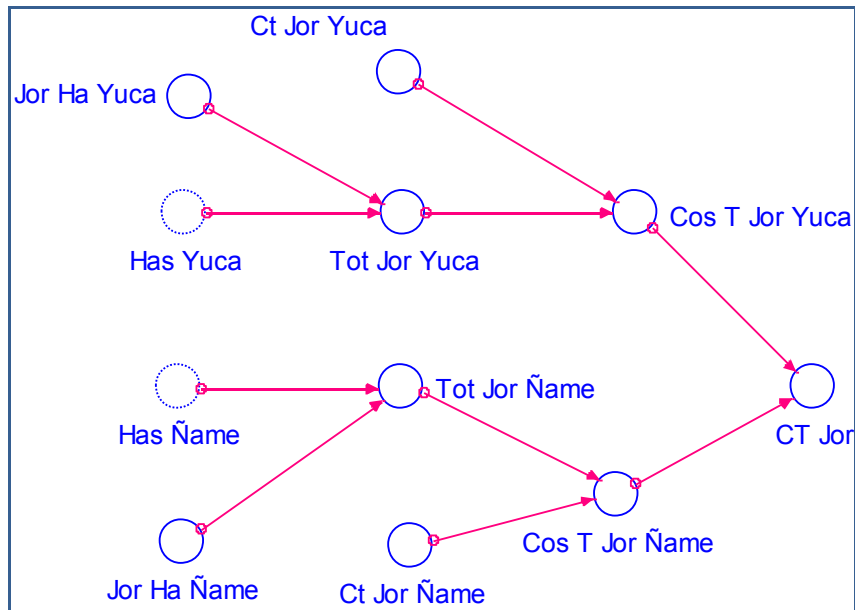 Ct Jor Yuca
Jor Ha Yuca
Cos T Jor Yuca
Has Yuca
Tot Jor Yuca
Tot Jor Ñame
Has Ñame
CT Jor
Cos T Jor Ñame
Jor Ha Ñame
Ct Jor Ñame